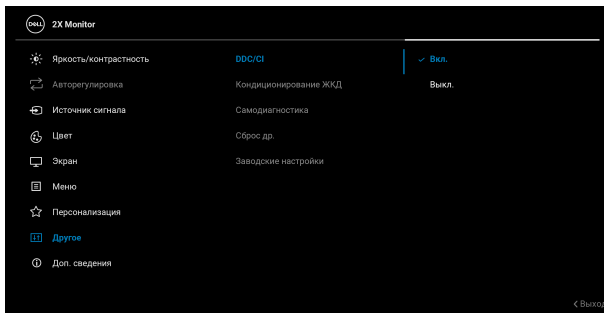 DELL 2X Monitor
Яркость/контрастность DDC/CI Вкл.
Авторегулировка Кондиционирование ЖКД Выкл.
Источник сигнала Самодиагностика
Цвет Сброс др.
Экран Заводские настройки
Меню
Персонализация
Другое
Доп. сведения
Выход